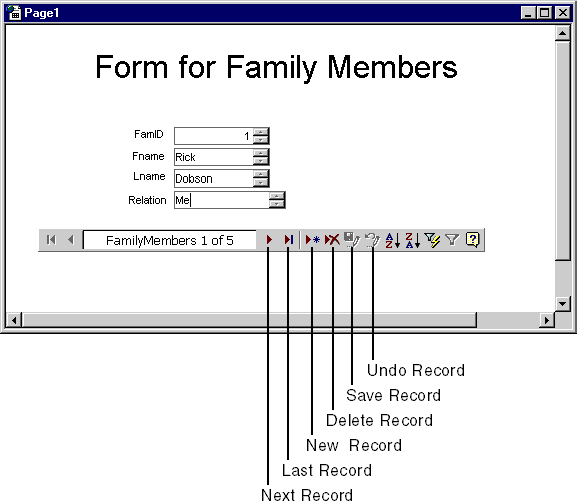 Page1
Form for Family Members
FamID 1
Fname Rick
Lname Dobson
Relation Me
FamilyMembers 1 of 5
Undo Record
Save Record
Delete Record
New Record
Last Record
Next Record